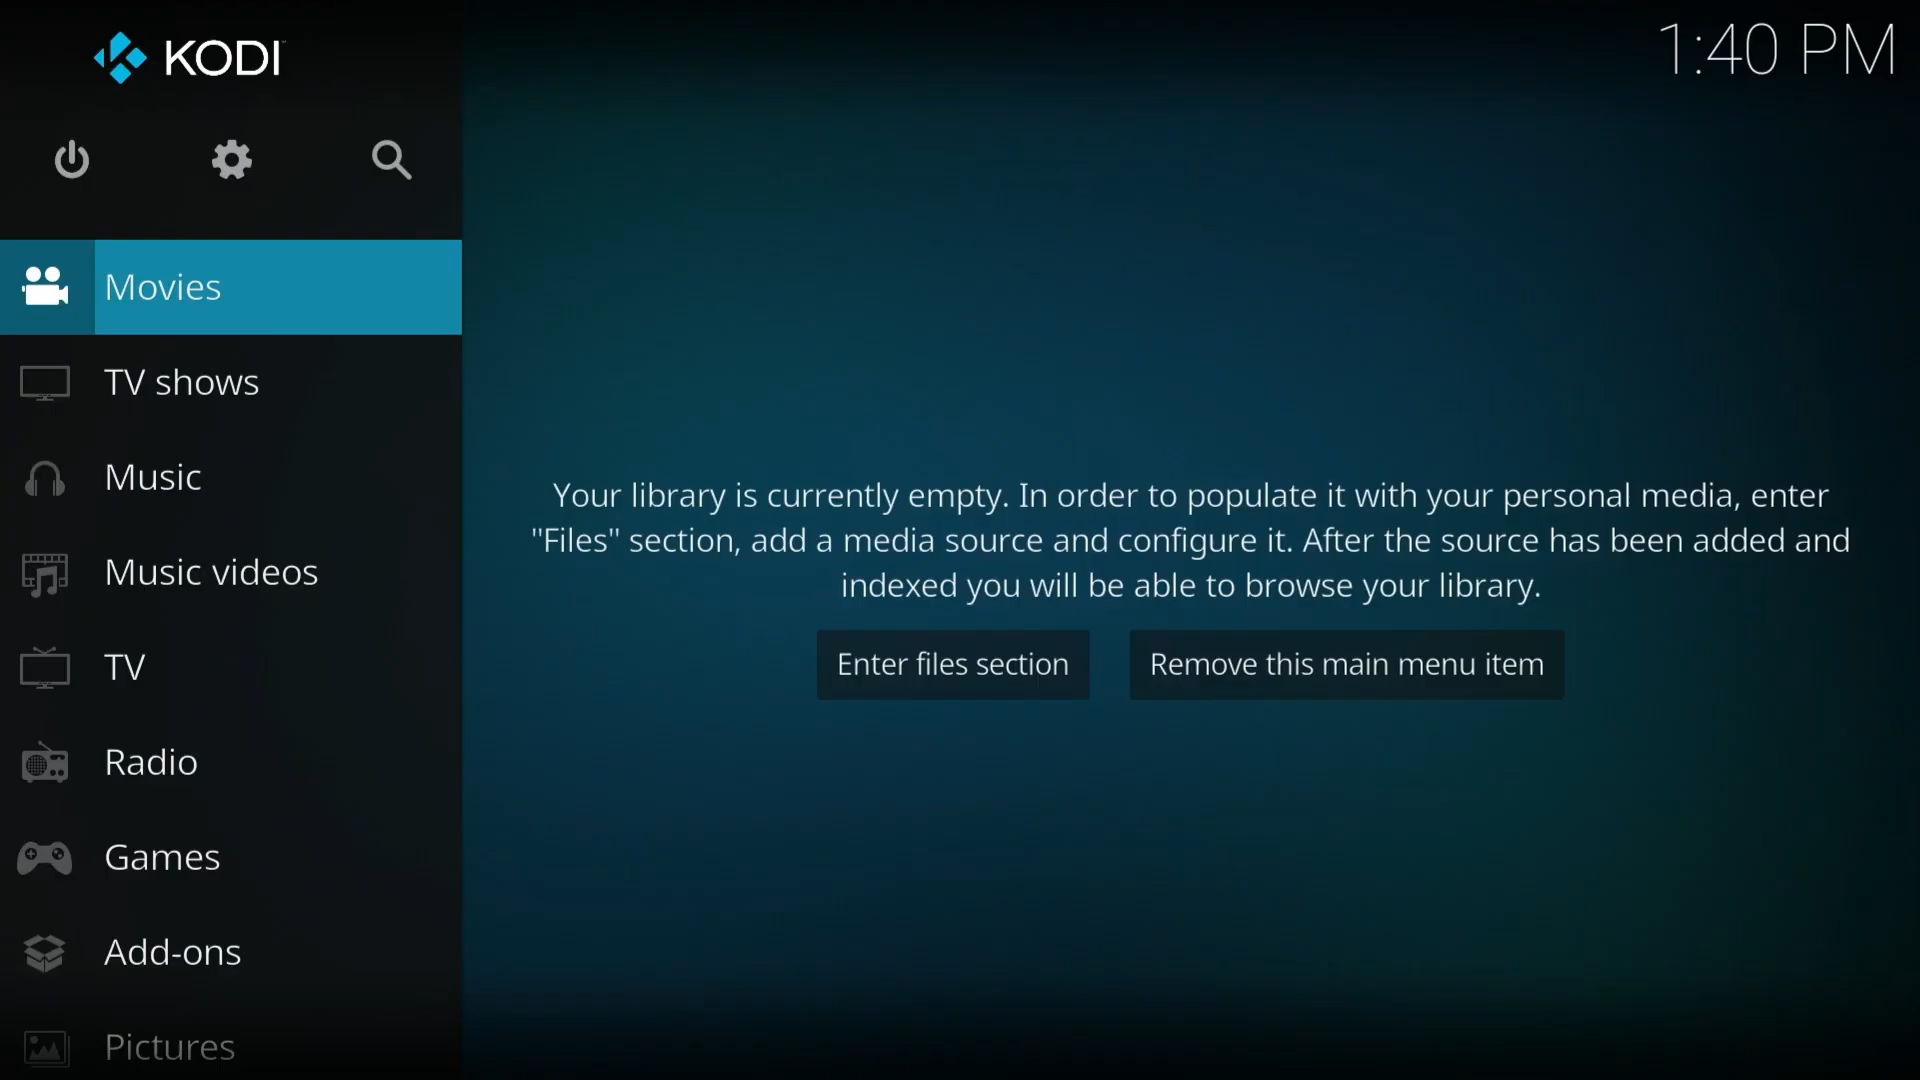 KODI
1:40 PM
Movies
TV shows
Music
Music videos
TV
Radio
Games
Add-ons
Pictures
Your library is currently empty. In order to populate it with your personal media, enter
"Files" section, add a media source and configure it. After the source has been added and
indexed you will be able to browse your library.
Enter files section
Remove this main menu item